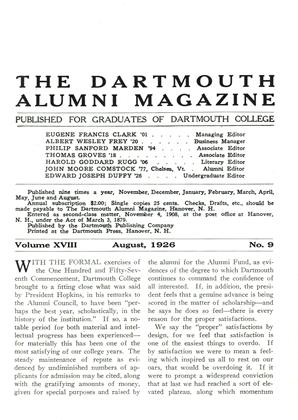 THE DARTMOUTH
ALUMNI MAGAZINE
PUBLISHED FOR GRADUATES OF DARTMOUTH COLLEGE
EUGENE FRANCIS CLARK '01 . . . . . Managing Editor
ALBERT WESLEY FREY '20 . . . . . Business Manager
PHILIP SANFORD MARDEN '94 . . . . Associate Editor
THOMAS GROVES '18 . . . . . . Associate Editor
HAROLD GODDARD RUGG '06 . . . . . Literary Editor
JOHN MOORE COMSTOCK '77, Chelsea, Vt. . Alumni Editor
EDWARD JOSEPH DUFFY '26 . . . Undergraduate Editor
Published nine times a year, November, December, January, February, March, April,
May, June and August.
Annual subscription $2.00; Single copies 25 cents. Checks, Drafts, etc., should be
made payable to The Dartmouth Alumni Magazine, Hanover, N. H.
Entered as second-class matter, November 4, 1908, at the post office at Hanover,
N. H., under the Act of March 3, 1879.
Published by the Dartmouth Publishing Company
Printed at the Dartmouth Press, Hanover, N. H.
Volume XVIII August, 1926 No. 9
WITH THE FORMAL exercises of
the One Hundred and Fifty-Sev-
enth Commencement, Dartmouth College
brought to a fitting close what was said
by President Hopkins, in his remarks to
the Alumni Council, to have been "per-
haps the best year, scholastically, in the
history of the institution." If so, a no-
table period for both material and intel-
lectual progress has been experienced—
for materially this has been one of the
most satisfying of our college years. The
steady maintenance of repute as evi-
denced by undiminished numbers of ap-
plicants for admission may be cited, along
with the gratifying amounts of money,
given for special purposes and raised by
the alumni for the Alumni Fund, as evi-
dences of the degree to which Dartmouth
continues to command the confidence of
all interested. If, in addition, the presi-
dent feels that a genuine advance is being
scored in the matter of scholarship—and
he says he does so feel—there is every
reason for the proper satisfactions.
We say the "proper" satisfactions by
design, for we feel that satisfaction is
one of the easiest things to overdo. If
by satisfaction we were to mean a feel-
ing which inspired us all to rest on our
oars, that would be overdoing it. If it
were to prompt a widespread conviction
that at last we had reached a sort of ele-
vated plateau, along which momentum